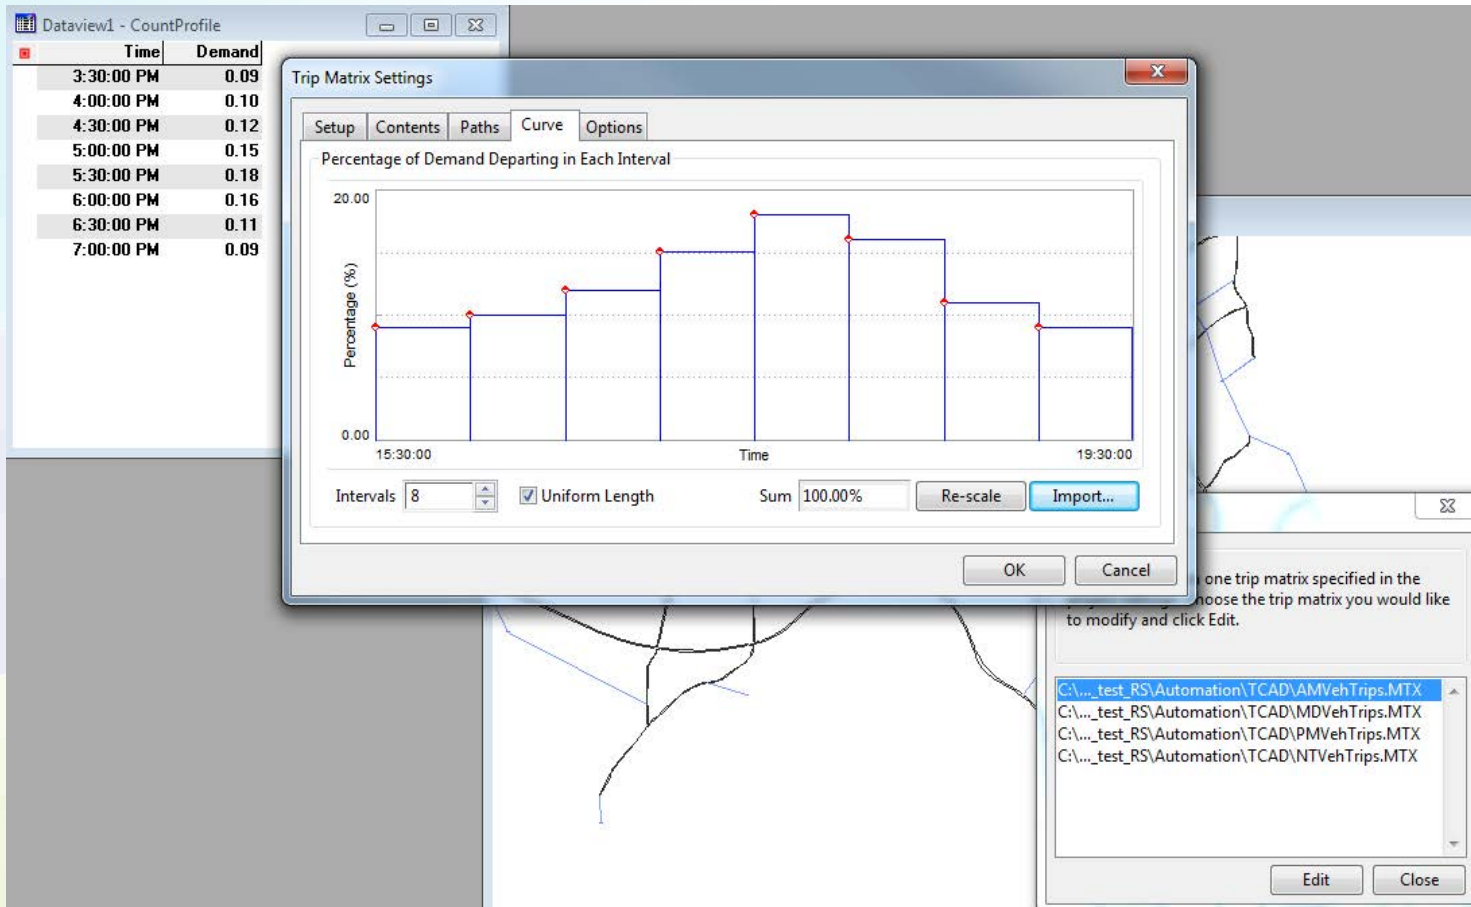 Dataview1 - CountProfile
Time Demand
3:30:00 PM 0.09
4:00:00 PM 0.10
4:30:00 PM 0.12
5:00:00 PM 0.15
5:30:00 PM 0.18
6:00:00 PM 0.16
6:30:00 PM 0.11
7:00:00 PM 0.09
Trip Matrix Settings
Setup Contents Paths Curve Options
Percentage of Demand Departing in Each Interval
20.00
Percentage (%)
0.00
15:30:00 Time 19:30:00
Intervals 8 Uniform Length Sum 100.00% Re-scale Import...
OK Cancel
one trip matrix specified in the
hoose the trip matrix you would like
to modify and click Edit.
C:\..._test_RS\Automation\TCAD\AMVehTrips.MTX
C:\..._test_RS\Automation\TCAD\MDVehTrips.MTX
C:\..._test_RS\Automation\TCAD\PMVehTrips.MTX
C:\..._test_RS\Automation\TCAD\NTVehTrips.MTX
Edit Close